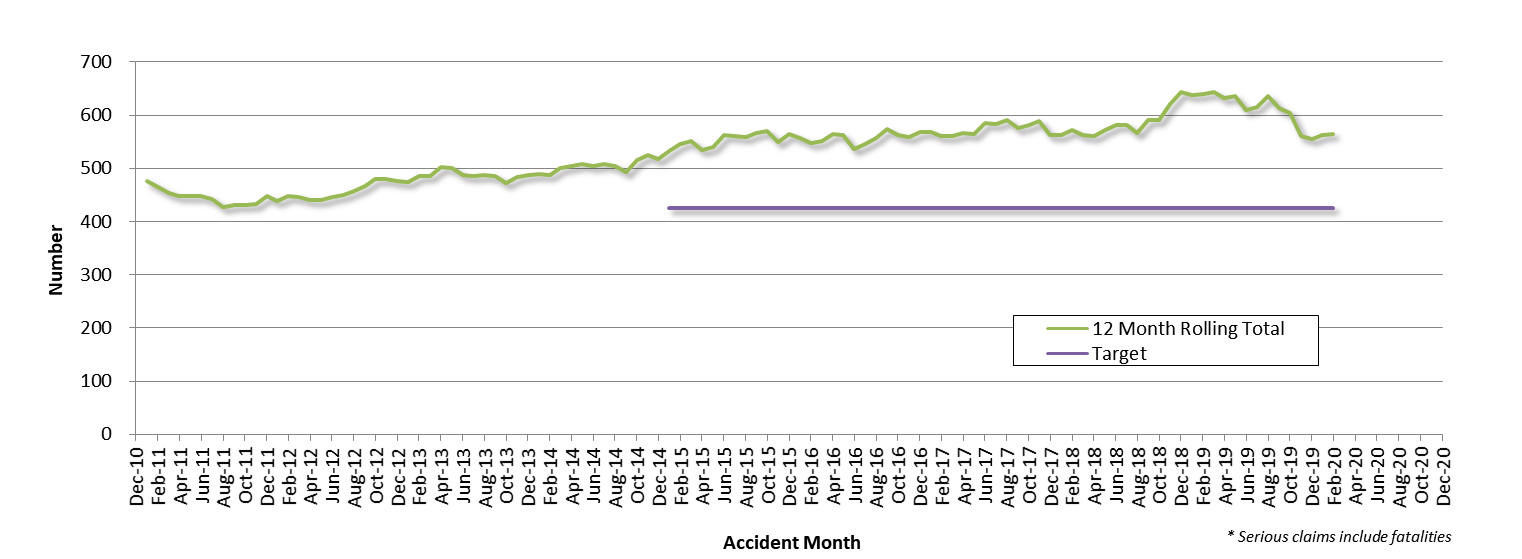 700
600
500
400
300
200
100
0
Number
Dec-10
Feb-11
Apr-11
Jun-11
Aug-11
Oct-11
Dec-11
Feb-12
Apr-12
Jun-12
Aug-12
Oct-12
Dec-12
Feb-13
Apr-13
Jun-13
Aug-13
Oct-13
Dec-13
Feb-14
Apr-14
Jun-14
Aug-14
Oct-14
Dec-14
Feb-15
Apr-15
Jun-15
Aug-15
Oct-15
Dec-15
Feb-16
Apr-16
Jun-16
Aug-16
Oct-16
Dec-16
Feb-17
Apr-17
Jun-17
Aug-17
Oct-17
Dec-17
Feb-18
Apr-18
Jun-18
Aug-18
Oct-18
Dec-18
Feb-19
Apr-19
Jun-19
Aug-19
Oct-19
Dec-19
Feb-20
Apr-20
Jun-20
Aug-20
Oct-20
Dec-20
12 Month Rolling Total
Target
Accident Month
* Serious claims include fatalities